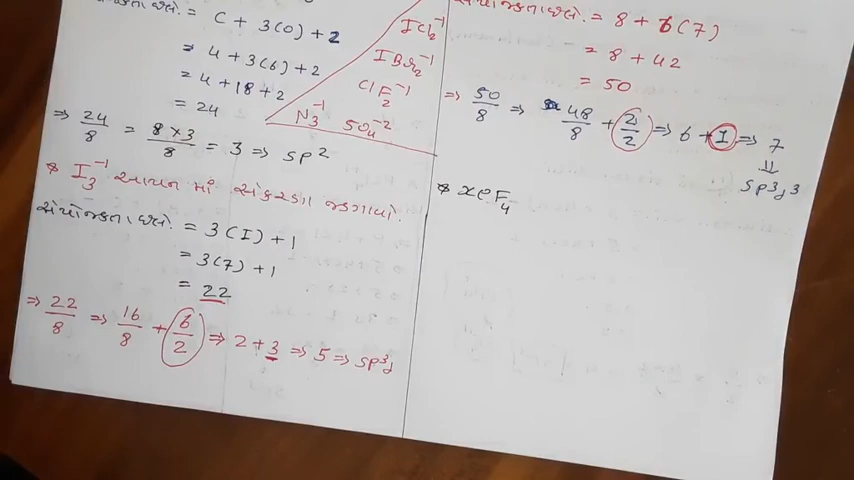 = C + 3(0) + 2
= 4 + 3(6) + 2
= 4 + 18 + 2
= 24
⇒ 24/8 = 8×3/8 = 3 ⇒ sp²
ICl₂⁻¹
IBr₂⁻¹
ClF₂⁻¹
N₃⁻¹ SO₄⁻²
* I₃⁻¹ આયન માં સંકરણ જણાવો.
= 3(I) + 1
= 3(7) + 1
= 22
⇒ 22/8 ⇒ 16/8 + 6/2 ⇒ 2 + 3 ⇒ 5 ⇒ sp³d
= 8 + 6(7)
= 8 + 42
= 50
⇒ 50/8 ⇒ 48/8 + 2/2 ⇒ 6 + 1 ⇒ 7
⇓
sp³d³
* XeF₄